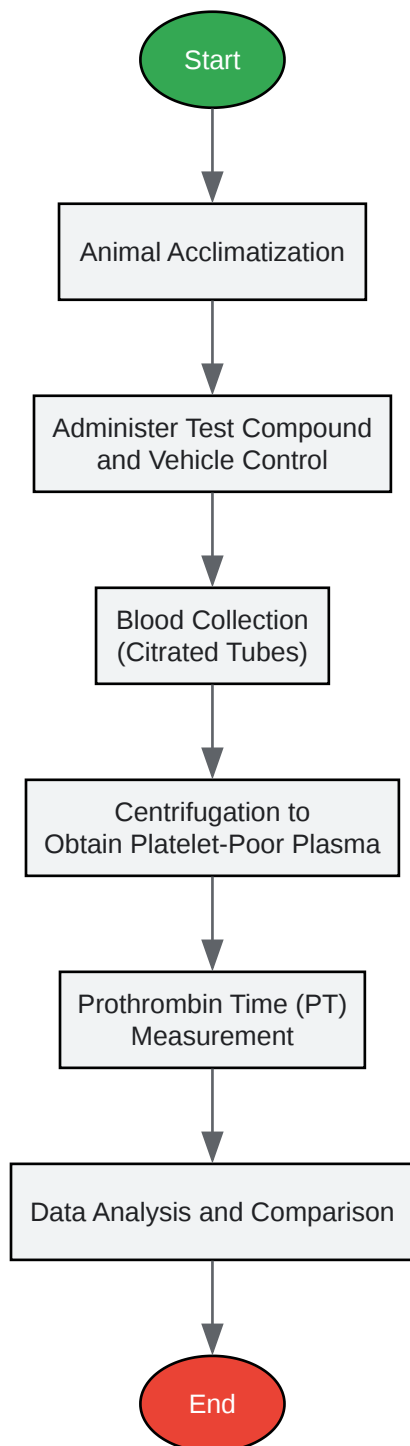 Start
Animal Acclimatization
Administer Test Compound
and Vehicle Control
Blood Collection
(Citrated Tubes)
Centrifugation to
Obtain Platelet-Poor Plasma
Prothrombin Time (PT)
Measurement
Data Analysis and Comparison
End